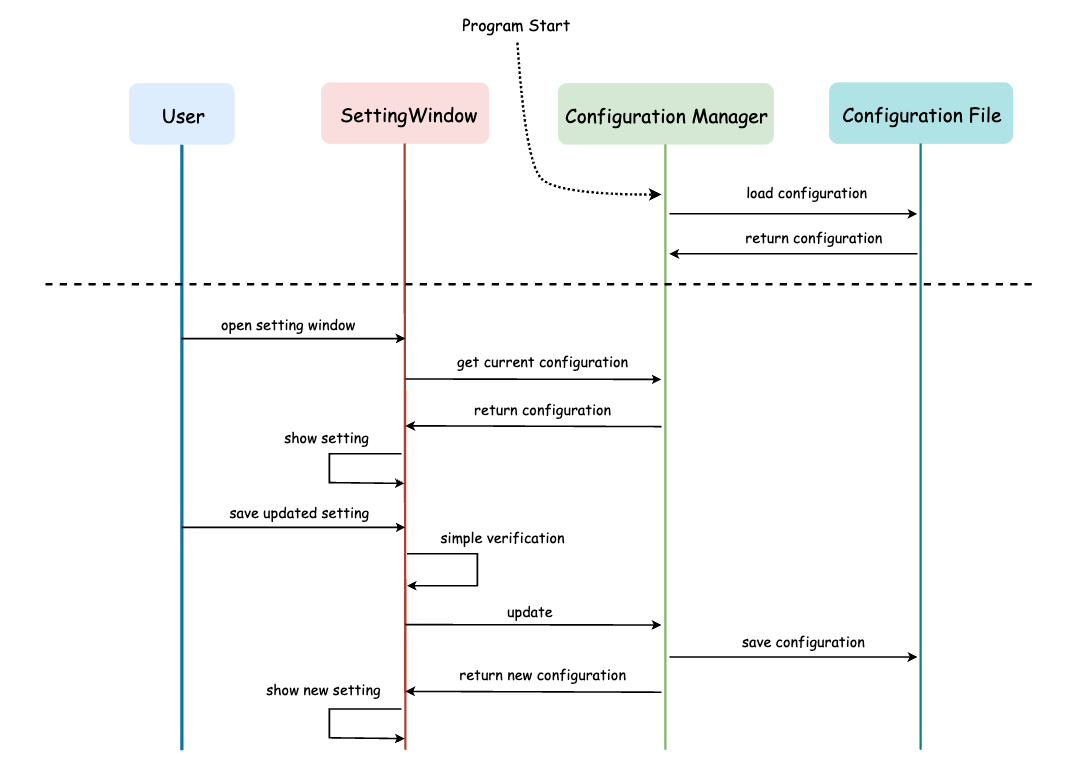 Program Start
User
SettingWindow
Configuration Manager
Configuration File
load configuration
return configuration
open setting window
get current configuration
return configuration
show setting
save updated setting
simple verification
update
save configuration
return new configuration
show new setting